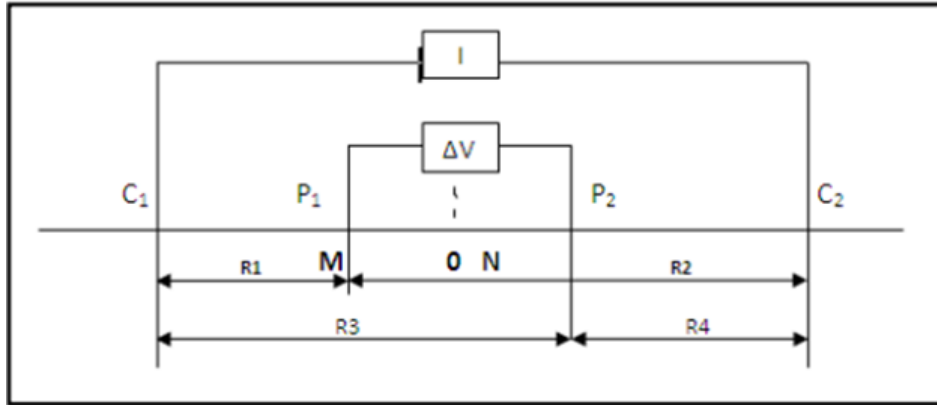 I
ΔV
C₁ P₁ P₂ C₂
R1 M 0 N R2
R3 R4